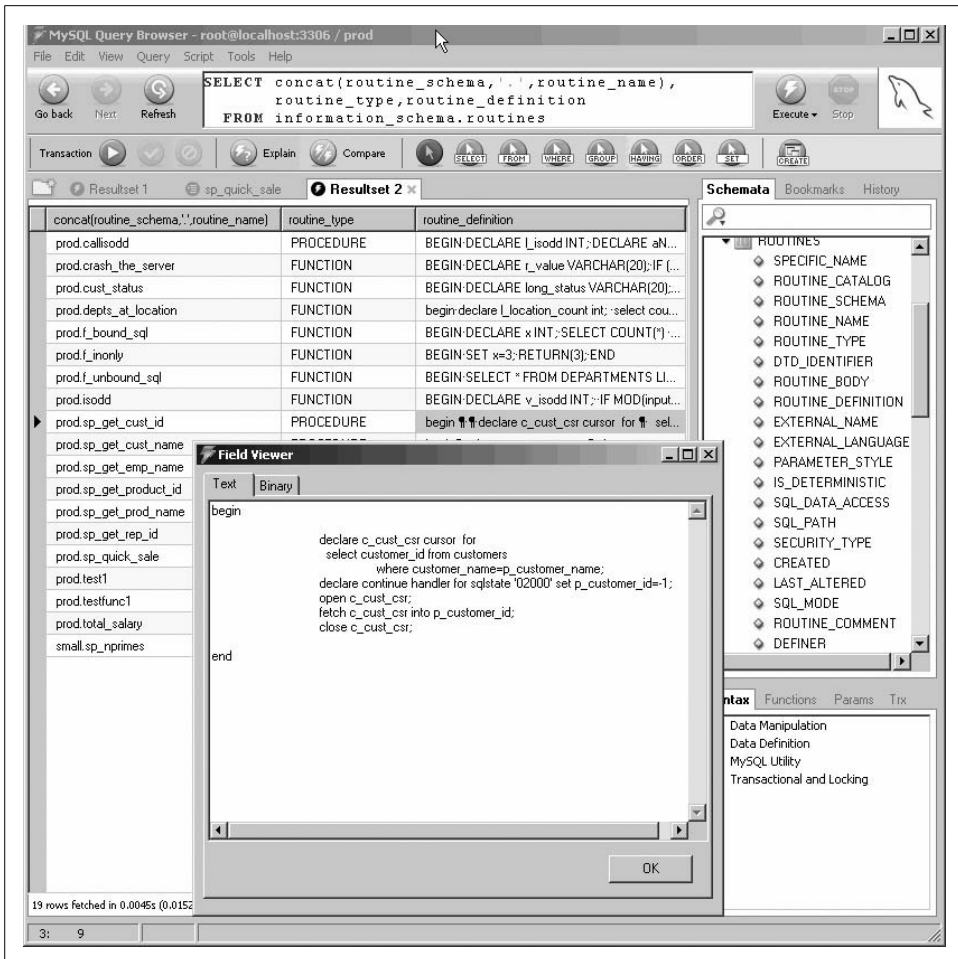 MySQL Query Browser - root@localhost:3306 / prod
File Edit View Query Script Tools Help
SELECT concat(routine_schema,'.',routine_name),
routine_type,routine_definition
FROM information_schema.routines
Go back Next Refresh Execute Stop
STOP
Transaction Explain Compare SELECT FROM WHERE GROUP HAVING ORDER SET CREATE
Resultset 1 sp_quick_sale Resultset 2
Schemata Bookmarks History
concat(routine_schema,'.',routine_name) routine_type routine_definition
prod.callisodd PROCEDURE BEGIN·DECLARE l_isodd INT;·DECLARE aN...
prod.crash_the_server FUNCTION BEGIN·DECLARE r_value VARCHAR(20);·IF (...
prod.cust_status FUNCTION BEGIN·DECLARE long_status VARCHAR(20);...
prod.depts_at_location FUNCTION begin·declare l_location_count int; ·select cou...
prod.f_bound_sql FUNCTION BEGIN·DECLARE x INT;·SELECT COUNT(*) ·...
prod.f_inonly FUNCTION BEGIN·SET x=3;·RETURN(3);·END
prod.f_unbound_sql FUNCTION BEGIN·SELECT * FROM DEPARTMENTS LI...
prod.isodd FUNCTION BEGIN·DECLARE v_isodd INT;··IF MOD(input...
prod.sp_get_cust_id PROCEDURE begin ¶ ¶ declare c_cust_csr cursor for ¶ sel...
prod.sp_get_cust_name
prod.sp_get_emp_name
prod.sp_get_product_id
prod.sp_get_prod_name
prod.sp_get_rep_id
prod.sp_quick_sale
prod.test1
prod.testfunc1
prod.total_salary
small.sp_nprimes
19 rows fetched in 0.0045s (0.0152
3: 9
Field Viewer
Text Binary
begin
declare c_cust_csr cursor for
select customer_id from customers
where customer_name=p_customer_name;
declare continue handler for sqlstate '02000' set p_customer_id=-1;
open c_cust_csr;
fetch c_cust_csr into p_customer_id;
close c_cust_csr;
end
OK
ROUTINES
SPECIFIC_NAME
ROUTINE_CATALOG
ROUTINE_SCHEMA
ROUTINE_NAME
ROUTINE_TYPE
DTD_IDENTIFIER
ROUTINE_BODY
ROUTINE_DEFINITION
EXTERNAL_NAME
EXTERNAL_LANGUAGE
PARAMETER_STYLE
IS_DETERMINISTIC
SQL_DATA_ACCESS
SQL_PATH
SECURITY_TYPE
CREATED
LAST_ALTERED
SQL_MODE
ROUTINE_COMMENT
DEFINER
ntax Functions Params Trx
Data Manipulation
Data Definition
MySQL Utility
Transactional and Locking